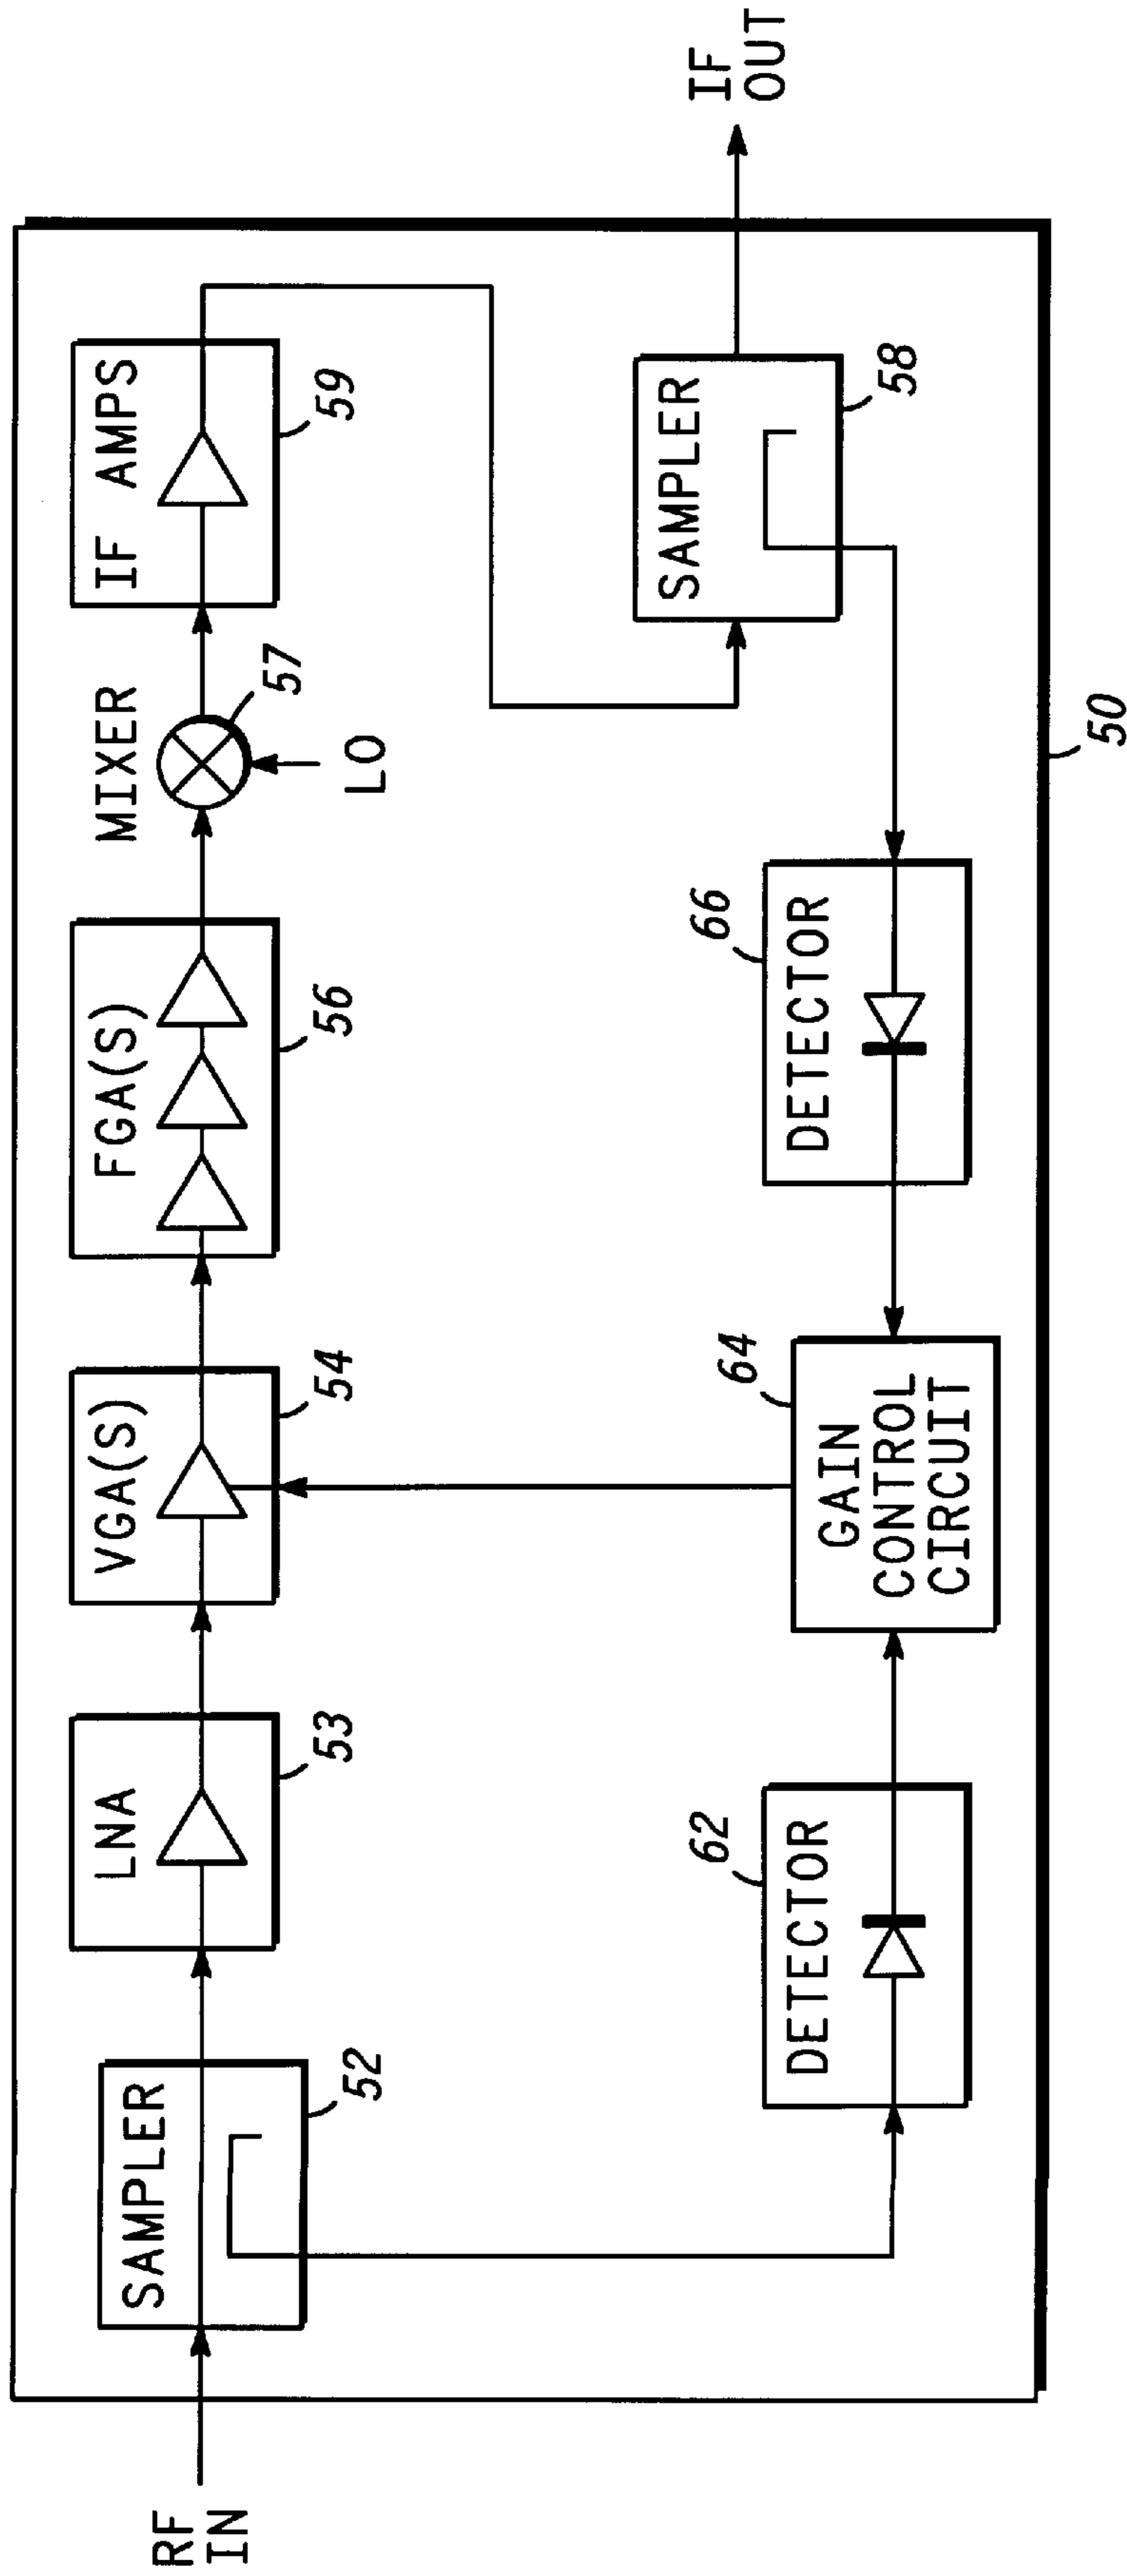 RF
IN
SAMPLER
52
LNA
53
VGA(S)
54
FGA(S)
56
MIXER
57
LO
IF AMPS
59
DETECTOR
62
GAIN
CONTROL
CIRCUIT
64
DETECTOR
66
SAMPLER
58
IF
OUT
50